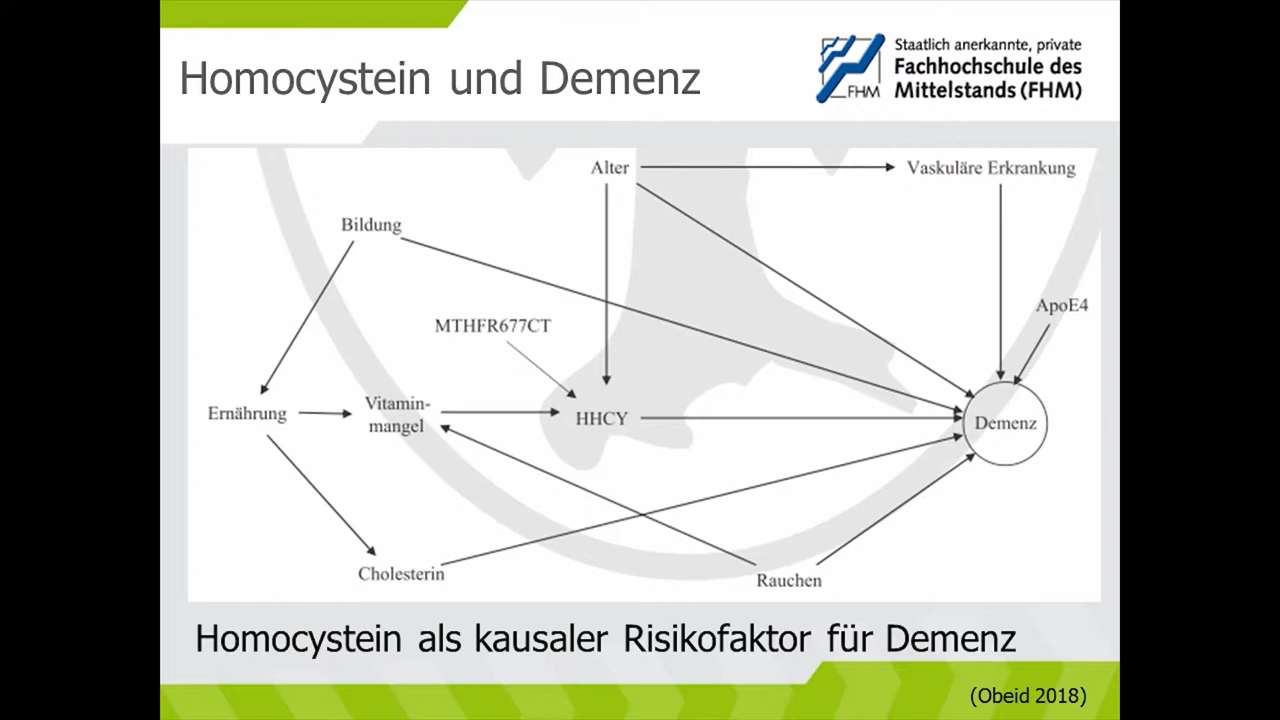 Homocystein und Demenz
Staatlich anerkannte, private
Fachhochschule des
Mittelstands (FHM)
FHM
Alter
Vaskuläre Erkrankung
Bildung
ApoE4
MTHFR677CT
Ernährung
Vitamin-
mangel
HHCY
Demenz
Cholesterin
Rauchen
Homocystein als kausaler Risikofaktor für Demenz
(Obeid 2018)